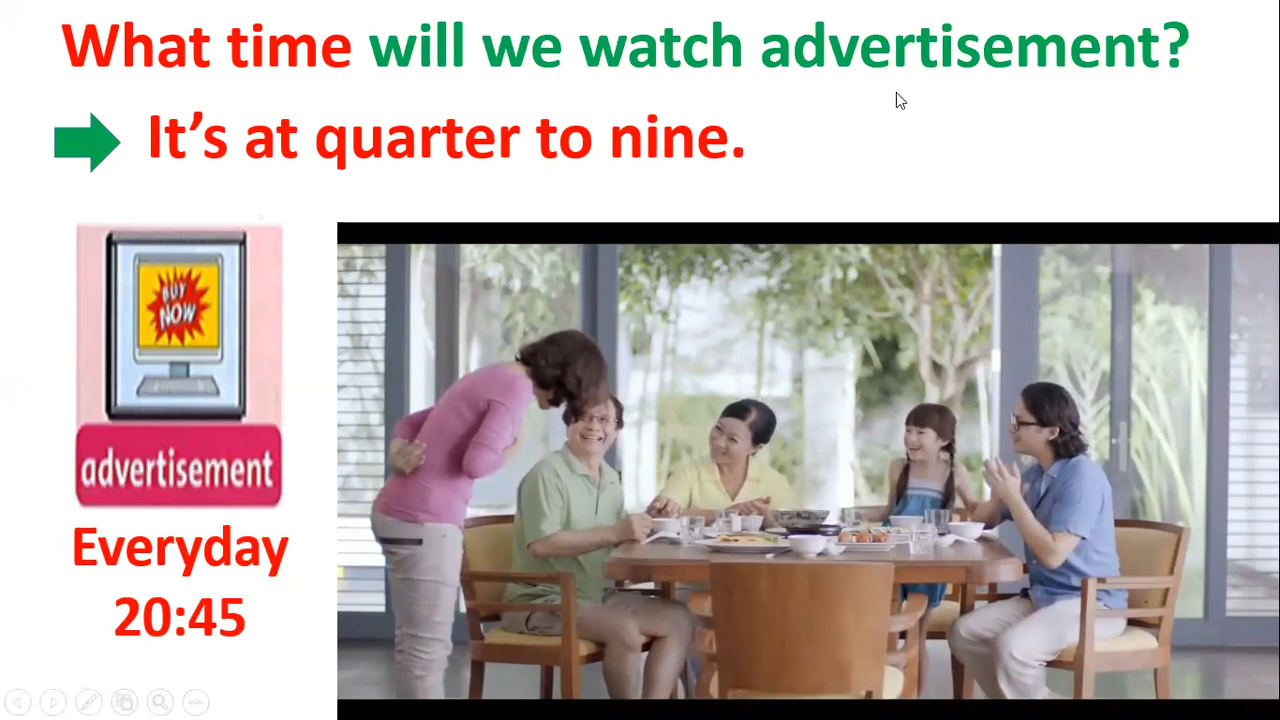 What time will we watch advertisement?
It's at quarter to nine.
BUY
NOW
advertisement
Everyday
20:45